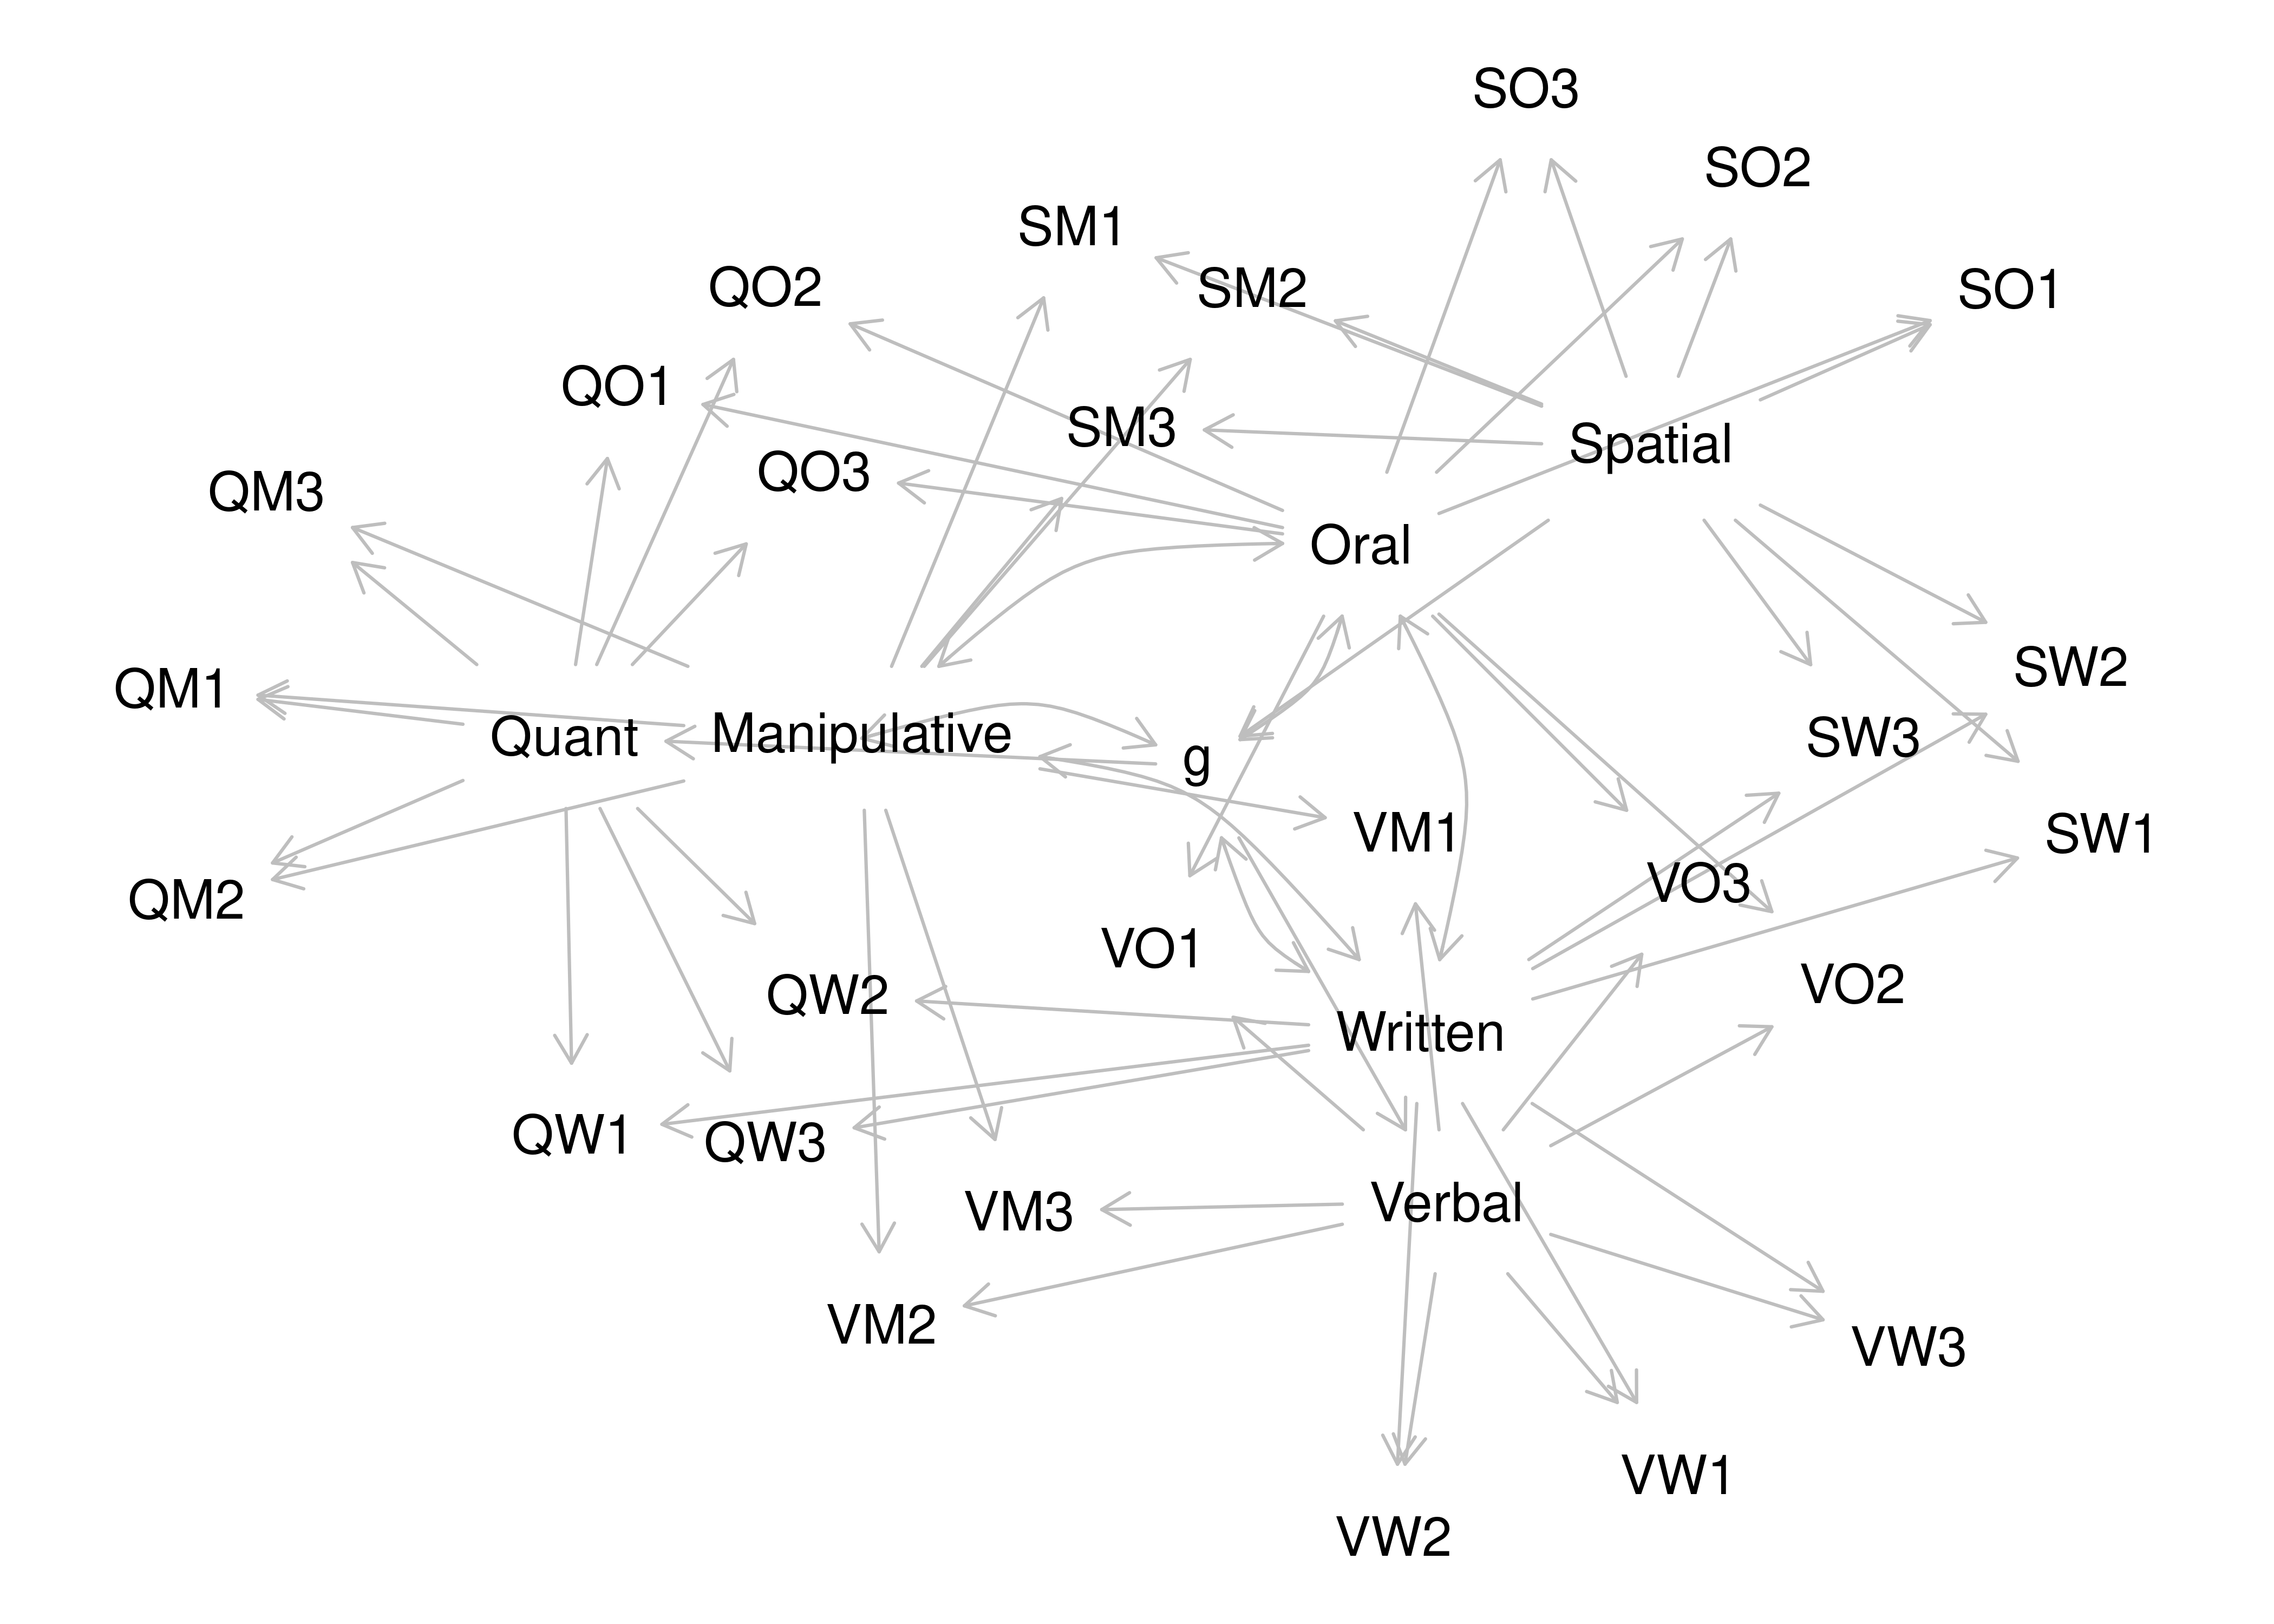 SO3
SO2
SM1
SM2
SO1
QO2
QO1
SM3
Spatial
QO3
QM3
Oral
SW2
QM1
Quant
Manipulative
SW3
g
VM1
SW1
VO3
QM2
VO1
VO2
QW2
Written
QW1
QW3
Verbal
VM3
VM2
VW3
VW1
VW2